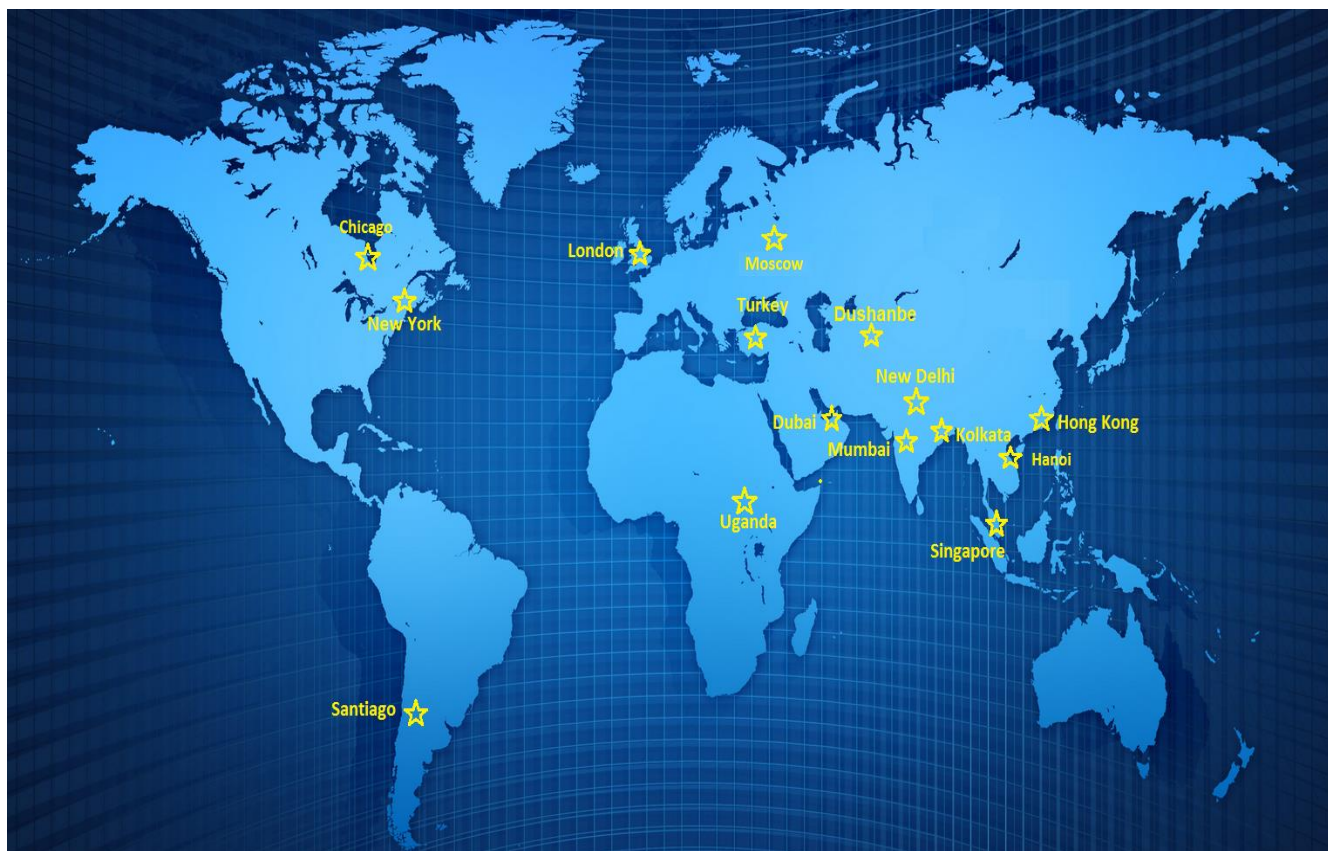 Chicago
London
Moscow
New York
Turkey
Dushanbe
New Delhi
Dubai
Mumbai
Kolkata
Hong Kong
Hanoi
Uganda
Singapore
Santiago